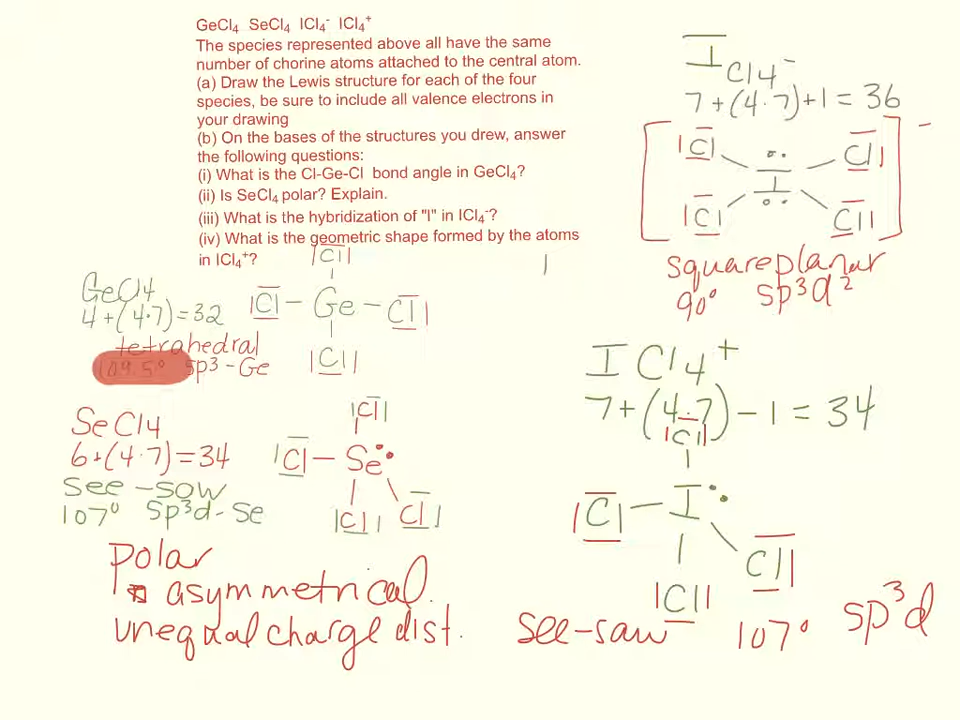 GeCl4 SeCl4 ICl4- ICl4+
The species represented above all have the same
number of chorine atoms attached to the central atom.
(a) Draw the Lewis structure for each of the four
species, be sure to include all valence electrons in
your drawing
(b) On the bases of the structures you drew, answer
the following questions:
(i) What is the Cl-Ge-Cl bond angle in GeCl4?
(ii) Is SeCl4 polar? Explain.
(iii) What is the hybridization of "I" in ICl4-?
(iv) What is the geometric shape formed by the atoms
in ICl4+?
GeCl4
4+(4·7)=32
tetrahedral
109.5° sp3-Ge
Cl
Cl - Ge - Cl
Cl
SeCl4
6+(4·7)=34
See-sow
107° Sp3d-Se
Cl
Cl - Se
Cl Cl
polar
asymmetrical
unequal charge dist.
ICl4-
7+(4·7)+1=36
Cl Cl
I
Cl Cl
-
square planar
90° sp3d2
ICl4+
7+(4·7)-1=34
Cl
Cl - I
Cl Cl
see-saw 107° sp3d